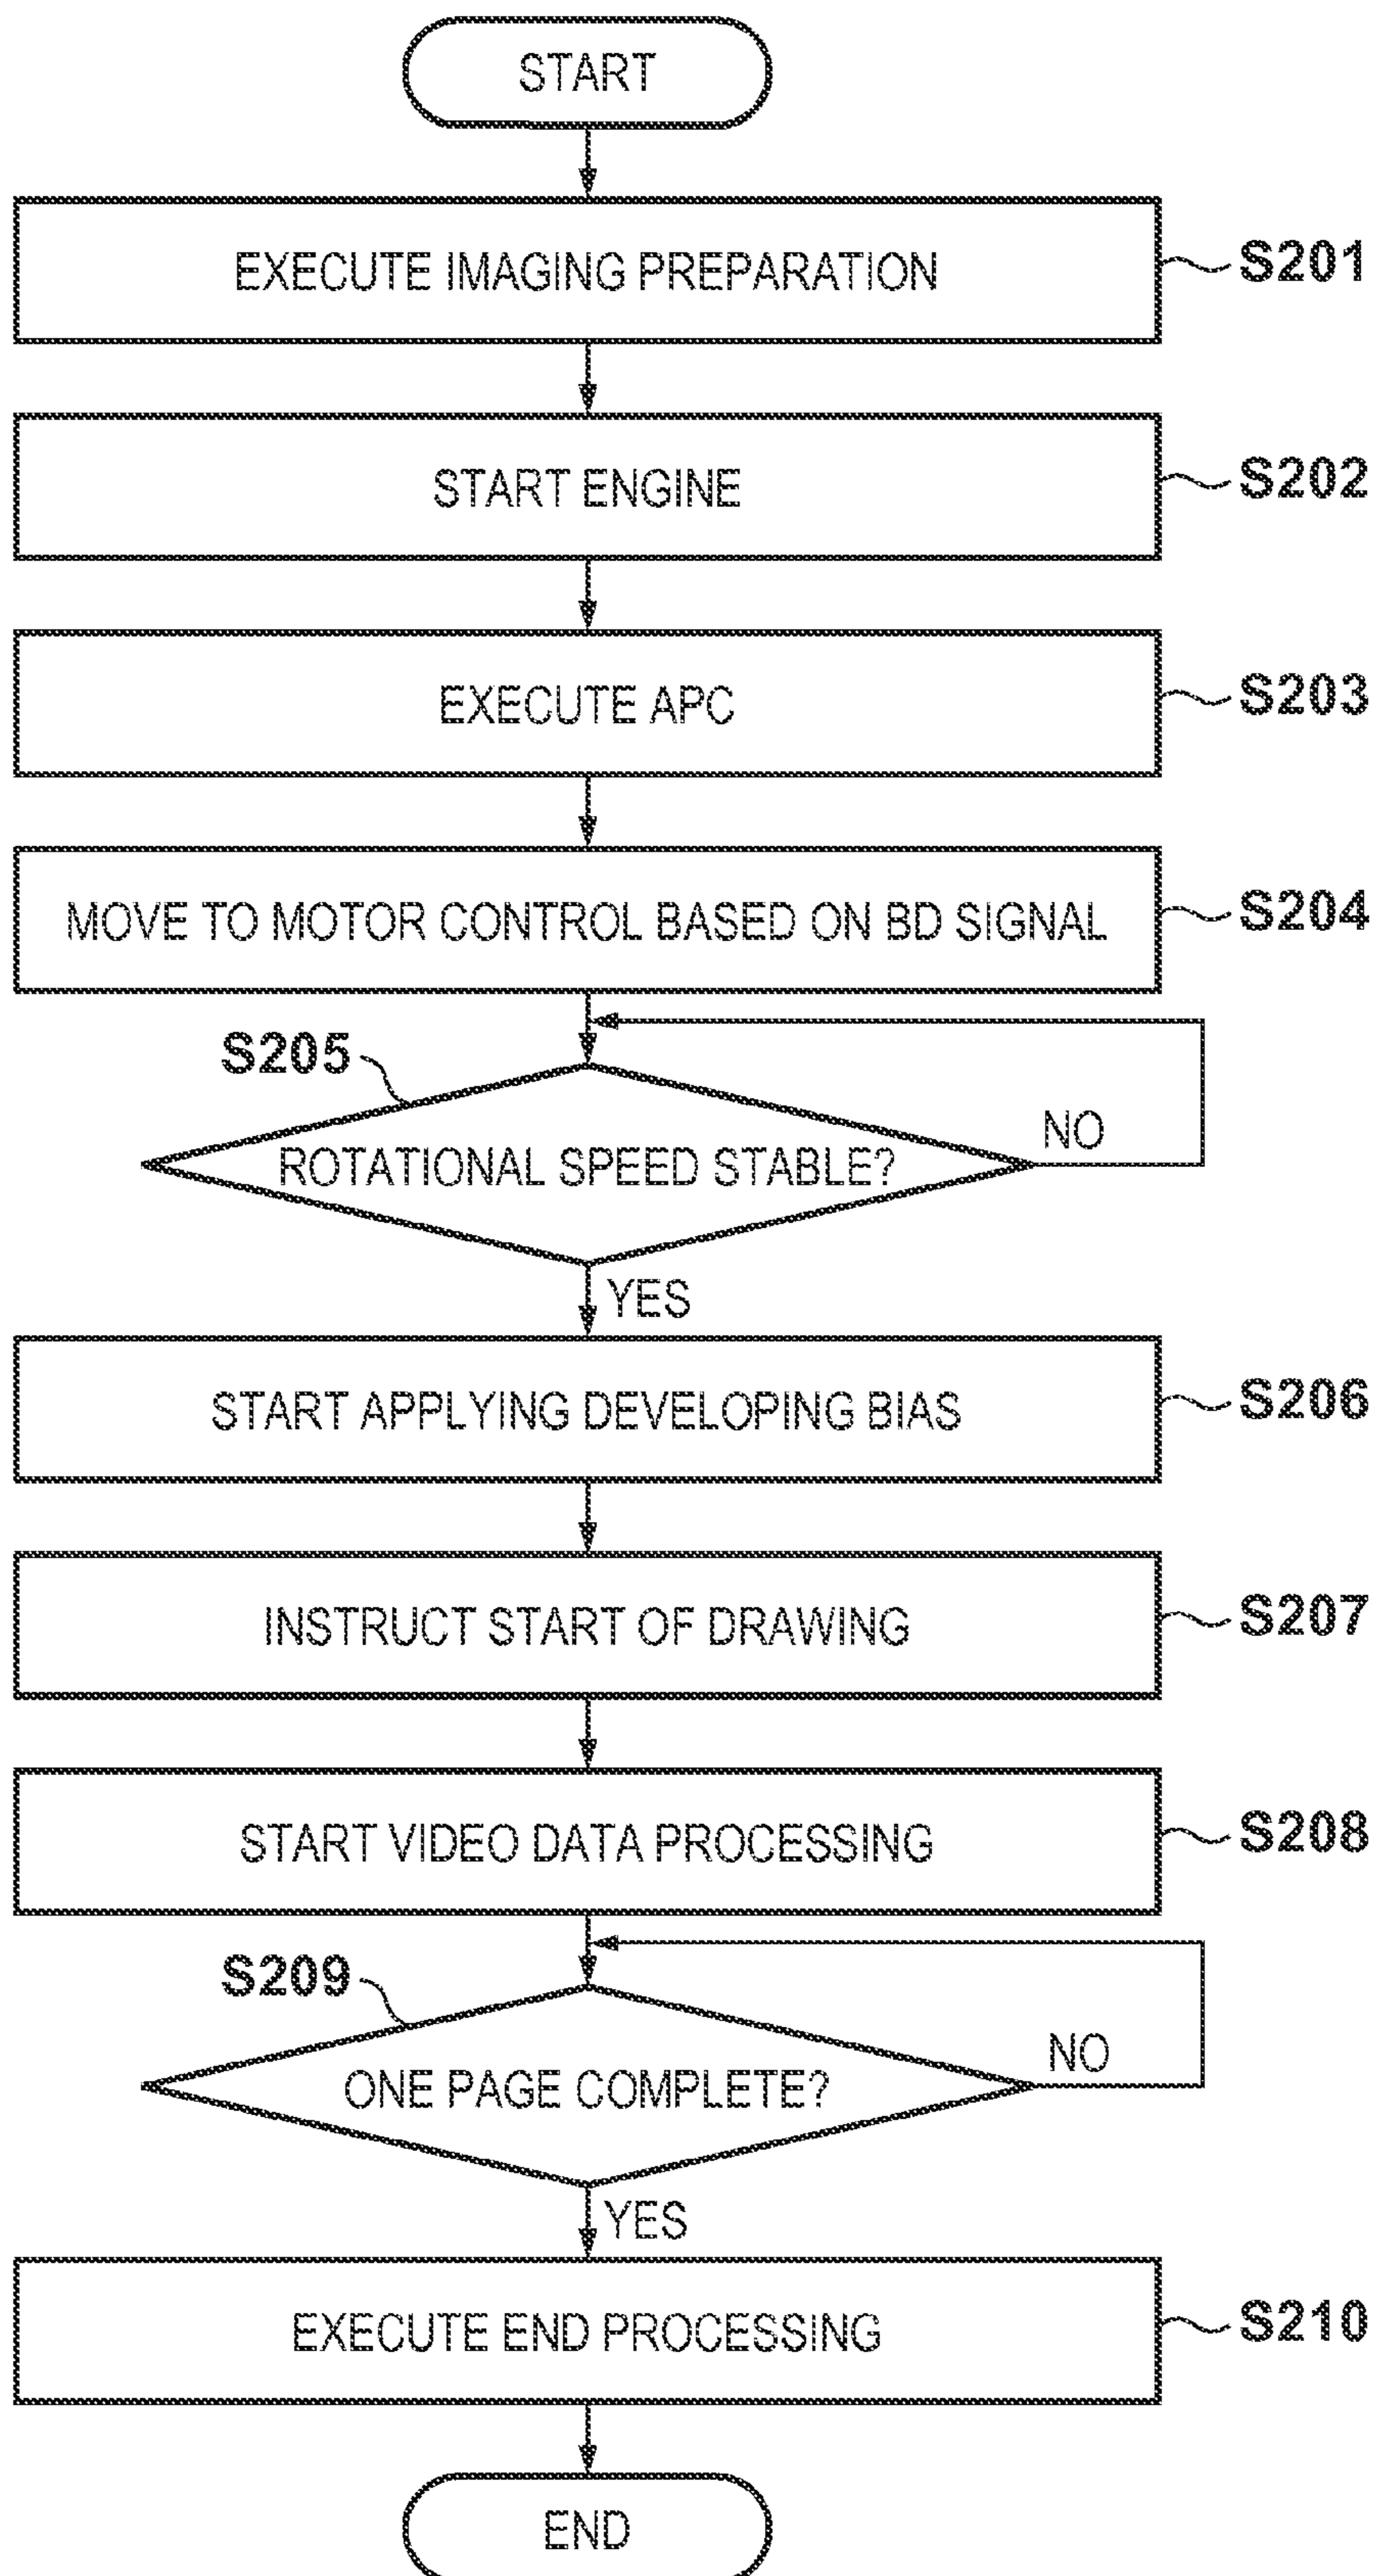 START
EXECUTE IMAGING PREPARATION
S201
START ENGINE
S202
EXECUTE APC
S203
MOVE TO MOTOR CONTROL BASED ON BD SIGNAL
S204
S205
ROTATIONAL SPEED STABLE?
NO
YES
START APPLYING DEVELOPING BIAS
S206
INSTRUCT START OF DRAWING
S207
START VIDEO DATA PROCESSING
S208
S209
ONE PAGE COMPLETE?
NO
YES
EXECUTE END PROCESSING
S210
END